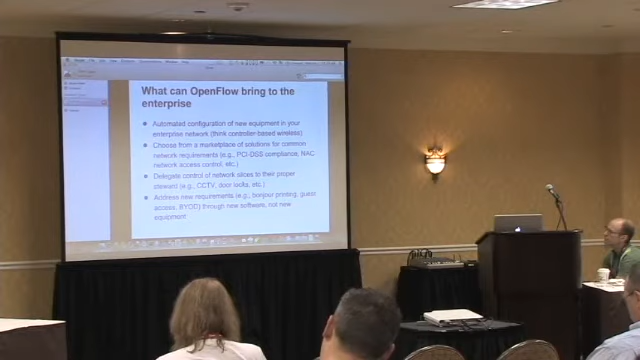 What can OpenFlow bring to the
enterprise
Automated configuration of new equipment in your
enterprise network (think controller-based wireless)
Choose from a marketplace of solutions for common
network requirements (e.g., PCI-DSS compliance, NAC
network access control, etc.)
Delegate control of network slices to their proper
steward (e.g., CCTV, door locks, etc.)
Address new requirements (e.g., bonjour printing, guest
access, BYOD) through new software, not new
equipment